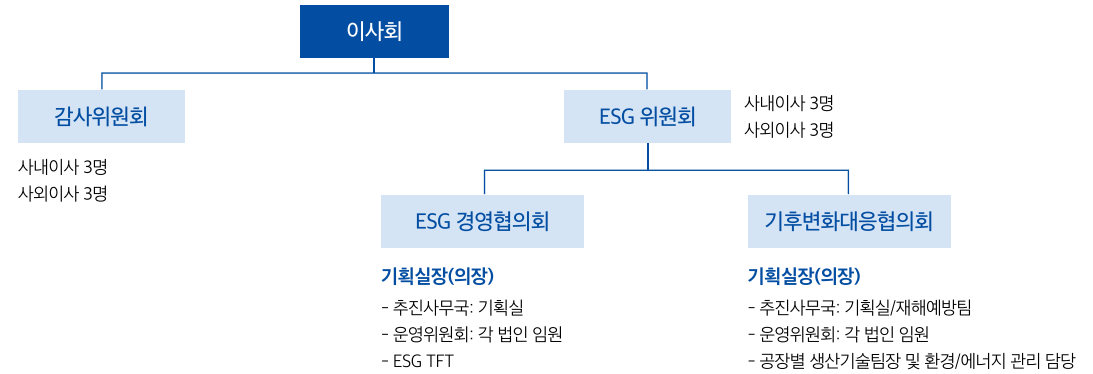 이사회
감사위원회
사내이사 3명
사외이사 3명
ESG 위원회
사내이사 3명
사외이사 3명
ESG 경영협의회
기획실장(의장)
- 추진사무국: 기획실
- 운영위원회: 각 법인 임원
- ESG TFT
기후변화대응협의회
기획실장(의장)
- 추진사무국: 기획실/재해예방팀
- 운영위원회: 각 법인 임원
- 공장별 생산기술팀장 및 환경/에너지 관리 담당